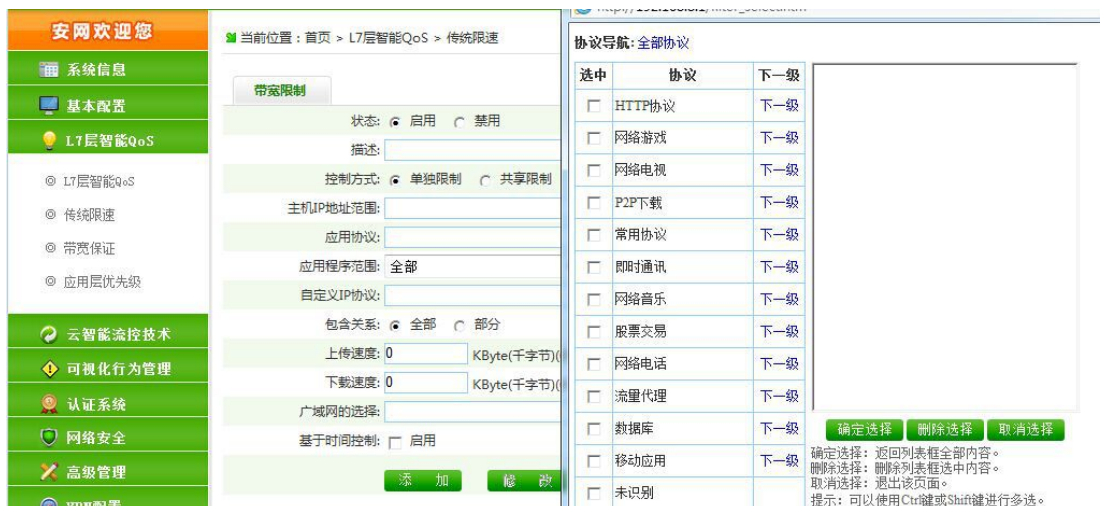 安网欢迎您
系统信息
基本配置
L7层智能QoS
L7层智能QoS
传统限速
带宽保证
应用层优先级
云智能流控技术
可视化行为管理
认证系统
网络安全
高级管理
当前位置：首页 > L7层智能QoS > 传统限速
带宽限制
状态: 启用 禁用
描述:
控制方式: 单独限制 共享限制
主机IP地址范围:
应用协议:
应用程序范围: 全部
自定义IP协议:
包含关系: 全部 部分
上传速度: 0 KByte(千字节)(
下载速度: 0 KByte(千字节)(
广域网的选择:
基于时间控制: 启用
添 加 修 改
协议导航: 全部协议
选中 协议 下一级
HTTP协议 下一级
网络游戏 下一级
网络电视 下一级
P2P下载 下一级
常用协议 下一级
即时通讯 下一级
网络音乐 下一级
股票交易 下一级
网络电话 下一级
流量代理 下一级
数据库 下一级
移动应用 下一级
未识别
确定选择 删除选择 取消选择
确定选择：返回列表框全部内容。
删除选择：删除列表框选中内容。
取消选择：退出该页面。
提示：可以使用Ctrl键或Shift键进行多选。